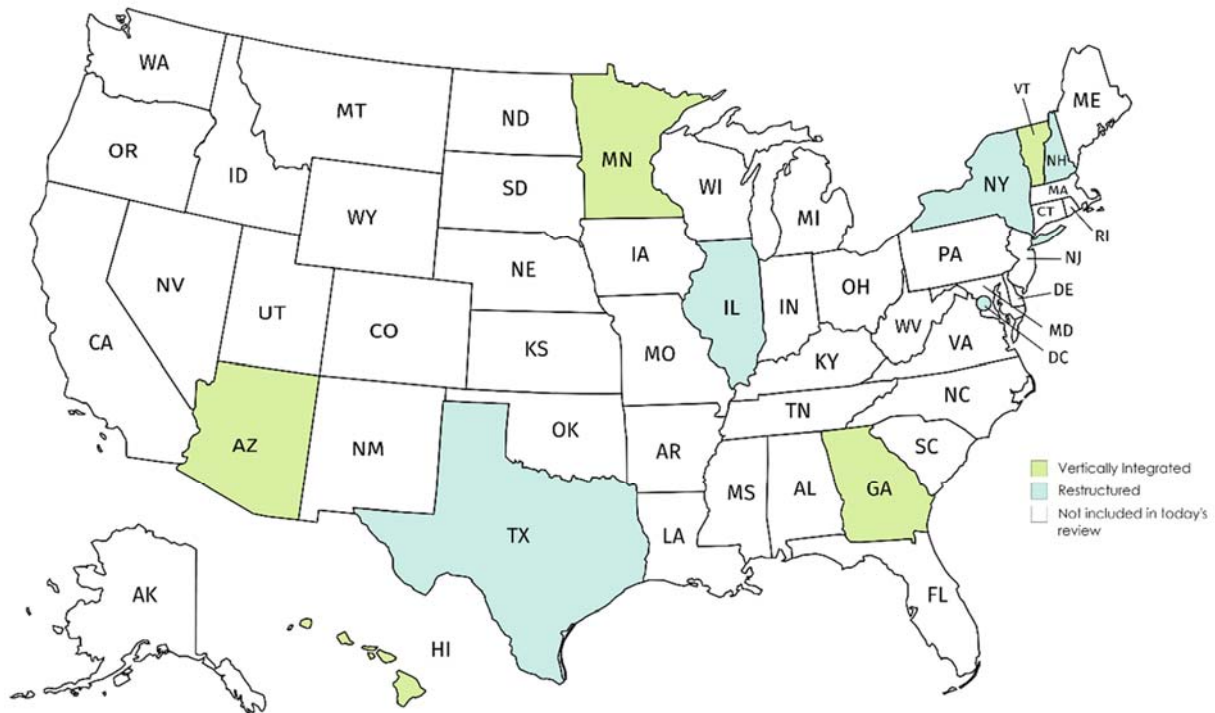 WA
MT
ND
MN
OR
ID
SD
WI
MI
WY
VT
ME
NH
NY
MA
CT
RI
NV
UT
CA
CO
NE
IA
KS
MO
IL
IN
OH
PA
NJ
DE
MD
DC
WV
VA
KY
NC
TN
SC
AZ
NM
OK
AR
MS
AL
GA
TX
LA
FL
AK
HI
Vertically Integrated
Restructured
Not included in today's
review